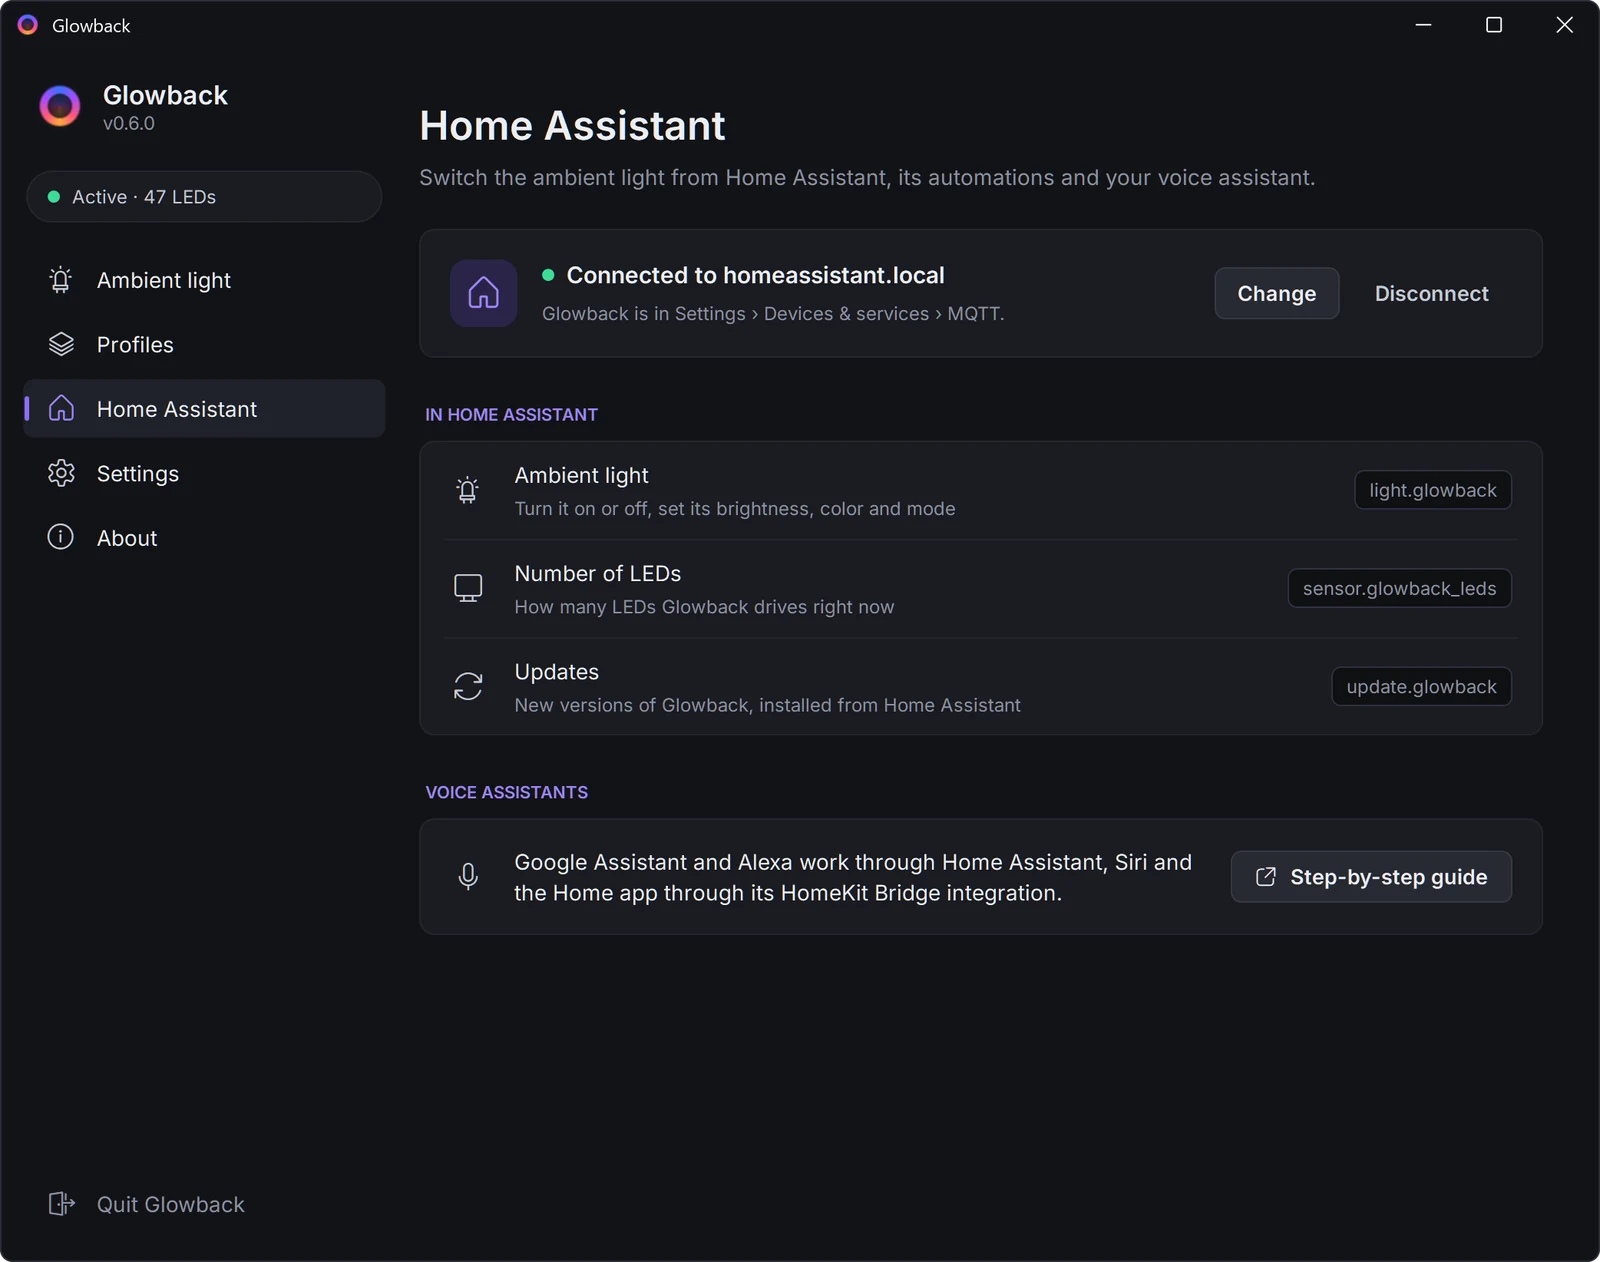 Glowback
Glowback
v0.6.0
Active · 47 LEDs
Ambient light
Profiles
Home Assistant
Settings
About
Quit Glowback
Home Assistant
Switch the ambient light from Home Assistant, its automations and your voice assistant.
Connected to homeassistant.local
Glowback is in Settings › Devices & services › MQTT.
Change
Disconnect
IN HOME ASSISTANT
Ambient light
Turn it on or off, set its brightness, color and mode
light.glowback
Number of LEDs
How many LEDs Glowback drives right now
sensor.glowback_leds
Updates
New versions of Glowback, installed from Home Assistant
update.glowback
VOICE ASSISTANTS
Google Assistant and Alexa work through Home Assistant, Siri and
the Home app through its HomeKit Bridge integration.
Step-by-step guide